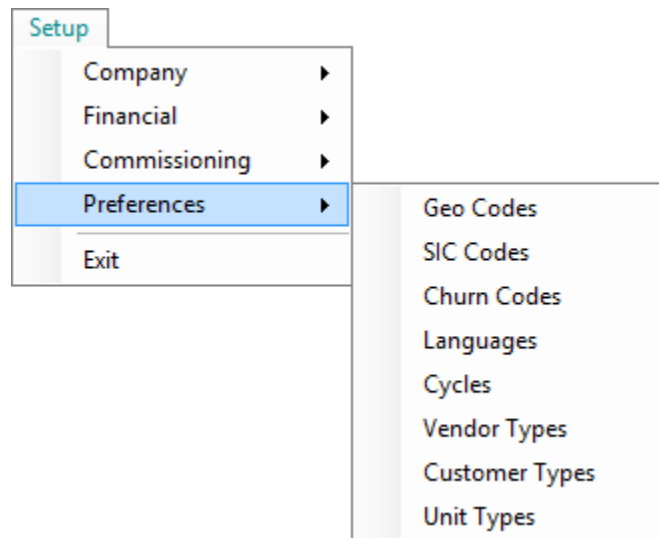 Setup
Company
Financial
Commissioning
Preferences
Exit
Geo Codes
SIC Codes
Churn Codes
Languages
Cycles
Vendor Types
Customer Types
Unit Types